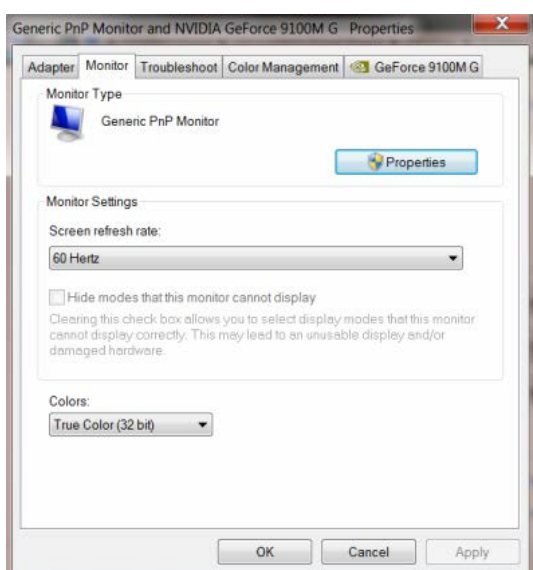 Generic PnP Monitor and NVIDIA GeForce 9100M G Properties
Adapter Monitor Troubleshoot Color Management GeForce 9100M G
Monitor Type
Generic PnP Monitor
Properties
Monitor Settings
Screen refresh rate:
60 Hertz
Hide modes that this monitor cannot display
Clearing this check box allows you to select display modes that this monitor
cannot display correctly. This may lead to an unusable display and/or
damaged hardware.
Colors:
True Color (32 bit)
OK Cancel Apply